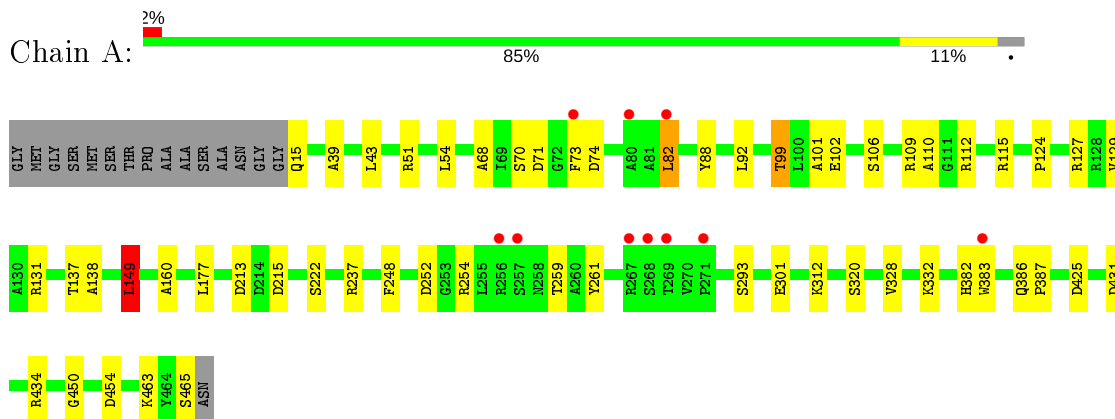 2%
Chain A:
85%
11%
•
GLY MET GLY SER MET SER THR PRO ALA ALA SER ALA ASN GLY GLY Q15 A39 L43 R51 L54 A68 I69 S70 D71 G72 F73 D74 A80 A81 L82 Y88 L92 T99 L100 A101 E102 S106 R109 A110 G111 R112 R115 P124 R127 R128 V129
A130 R131 T137 A138 L149 A160 L177 D213 D214 D215 S222 R237 F248 D252 G253 R254 L255 R256 S257 N258 T259 A260 Y261 R267 S268 T269 V270 P271 S293 E301 K312 S320 V328 K332 H382 W383 Q386 P387 D425 D431
R434 G450 D454 K463 Y464 S465 ASN